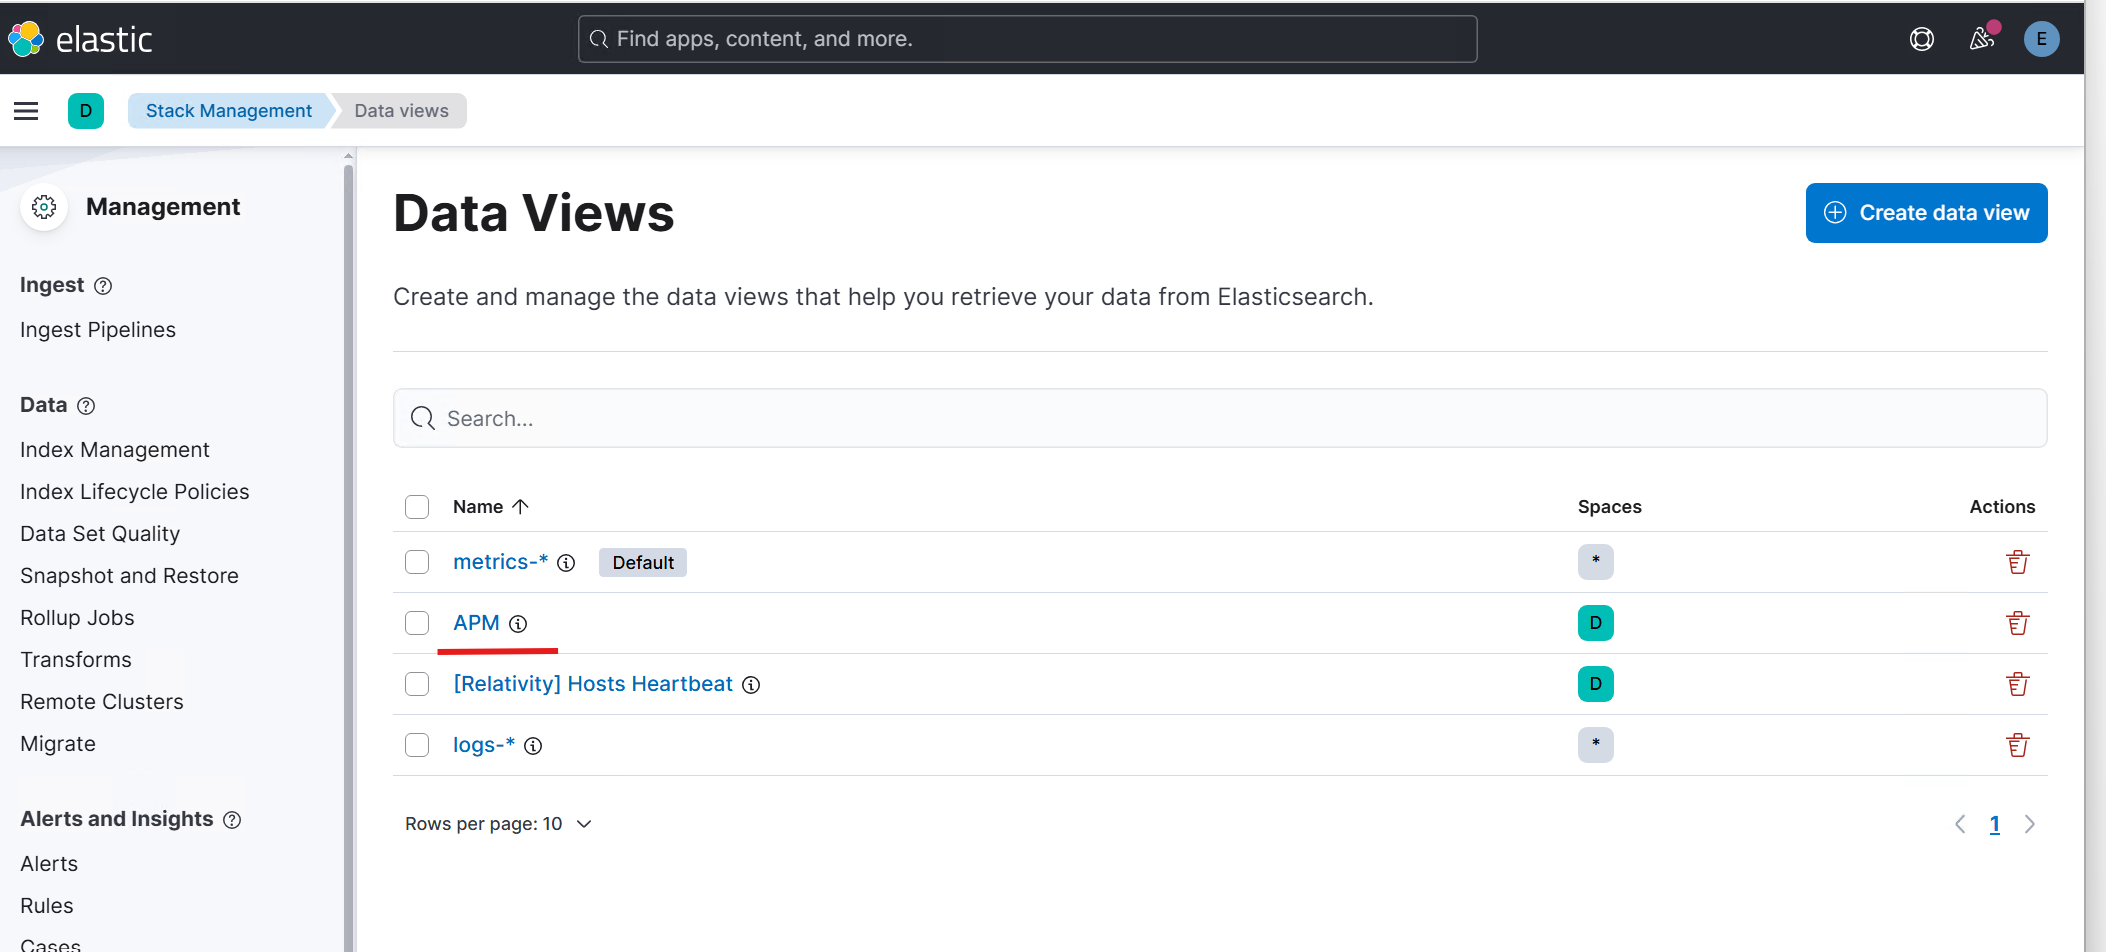 elastic
Find apps, content, and more.
E
D
Stack Management
Data views
Management
Ingest
Ingest Pipelines
Data
Index Management
Index Lifecycle Policies
Data Set Quality
Snapshot and Restore
Rollup Jobs
Transforms
Remote Clusters
Migrate
Alerts and Insights
Alerts
Rules
Cases
Data Views
Create data view
Create and manage the data views that help you retrieve your data from Elasticsearch.
Search...
Name Spaces Actions
metrics-* Default *
APM D
[Relativity] Hosts Heartbeat D
logs-* *
Rows per page: 10
1